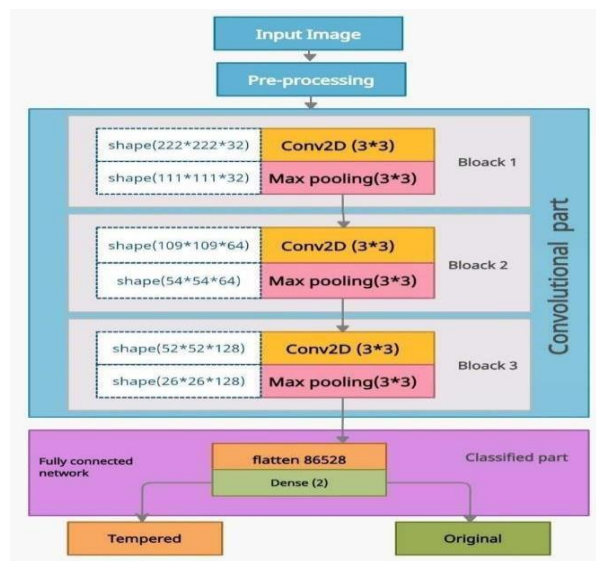 Input Image
Pre-processing
shape(222*222*32)
Conv2D (3*3)
shape(111*111*32)
Max pooling(3*3)
Bloack 1
shape(109*109*64)
Conv2D (3*3)
shape(54*54*64)
Max pooling(3*3)
Bloack 2
shape(52*52*128)
Conv2D (3*3)
shape(26*26*128)
Max pooling(3*3)
Bloack 3
Convolutional part
Fully connected
network
flatten 86528
Dense (2)
Classified part
Tempered
Original